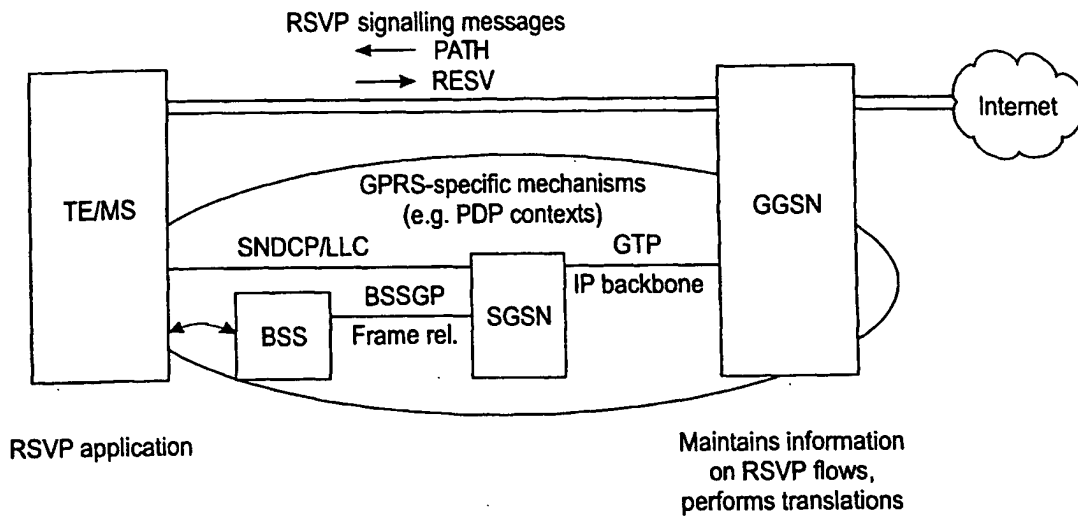 RSVP signalling messages
PATH
RESV
Internet
TE/MS
GPRS-specific mechanisms
(e.g. PDP contexts)
GGSN
SNDCP/LLC
GTP
BSSGP
IP backbone
SGSN
BSS
Frame rel.
RSVP application
Maintains information
on RSVP flows,
performs translations